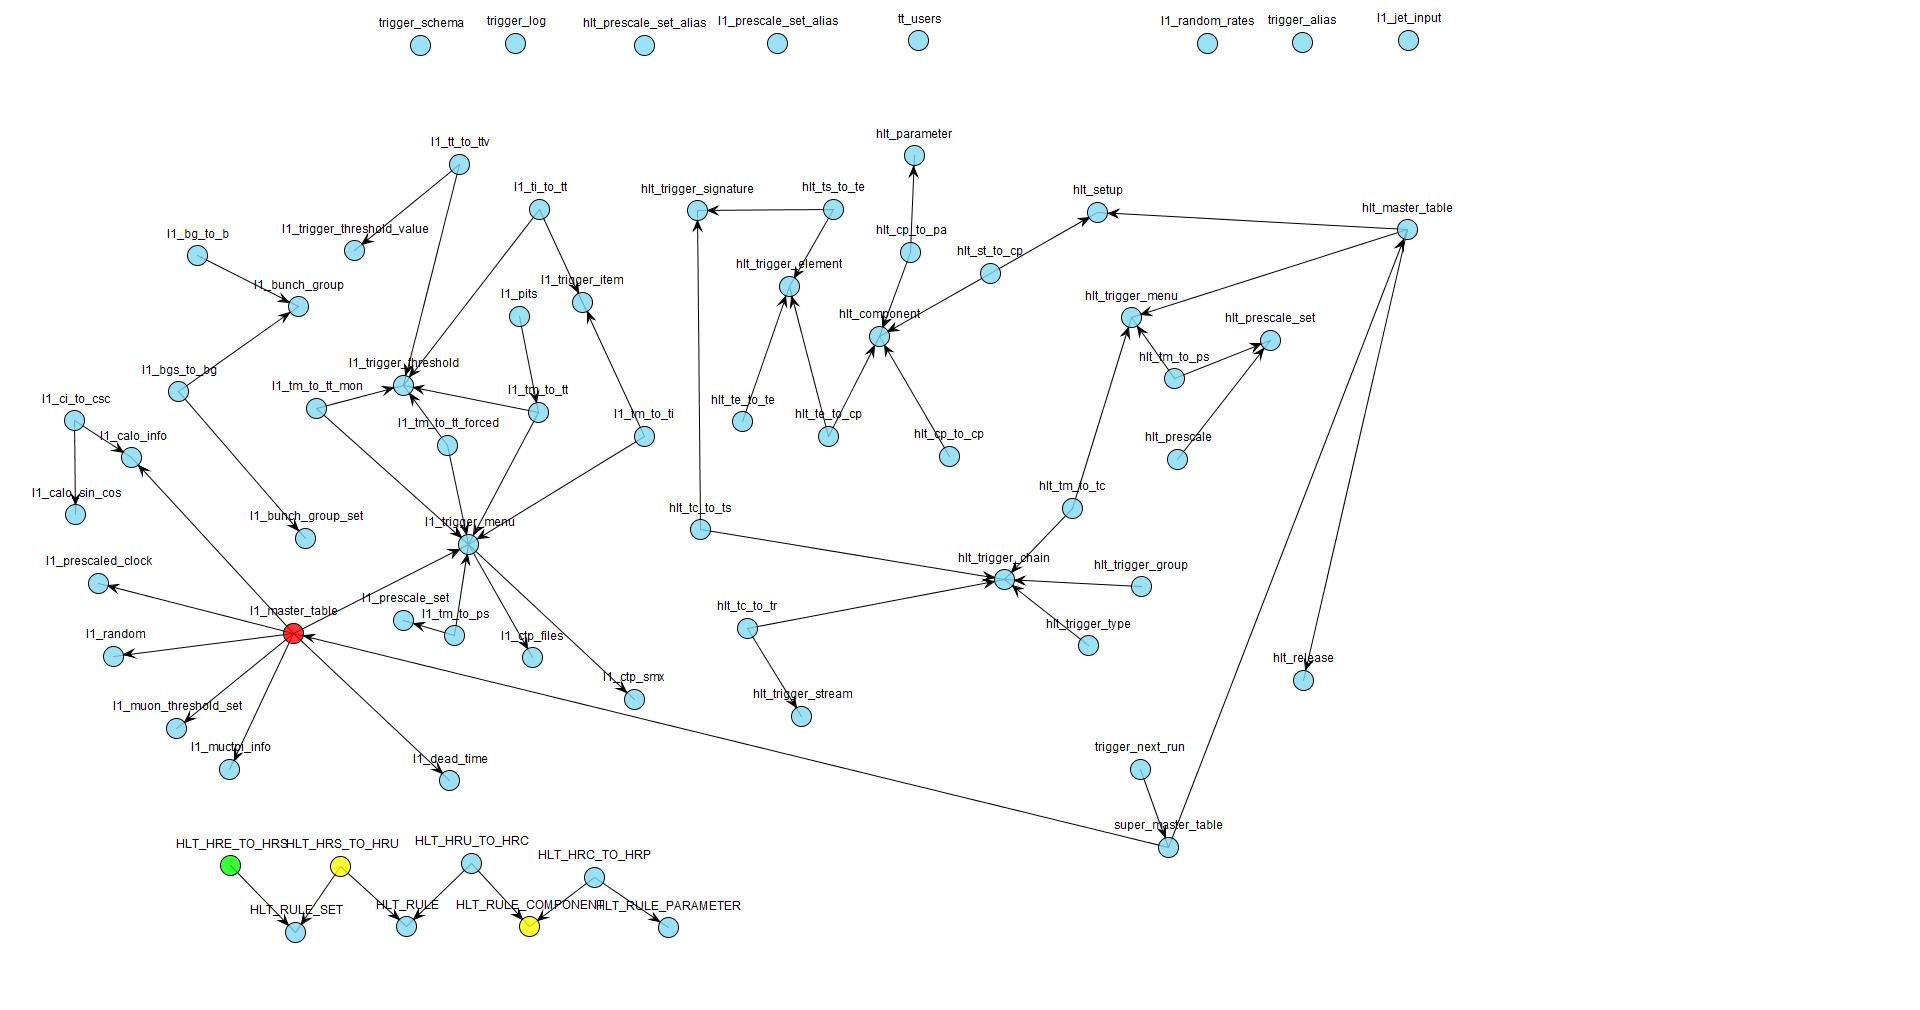 trigger_schema
trigger_log
hlt_prescale_set_alias
l1_prescale_set_alias
tt_users
l1_random_rates
trigger_alias
l1_jet_input
hlt_parameter
l1_tt_to_ttv
l1_ti_to_tt
hlt_trigger_signature
hlt_ts_to_te
hlt_setup
hlt_master_table
l1_bg_to_b
l1_trigger_threshold_value
hlt_cp_to_pa
hlt_st_to_cp
hlt_trigger_element
l1_bunch_group
l1_trigger_item
l1_pits
hlt_trigger_menu
hlt_component
hlt_prescale_set
l1_trigger_threshold
hlt_tm_to_ps
l1_bgs_to_bg
l1_tm_to_tt_mon
l1_tm_to_tt
l1_ci_to_csc
hlt_te_to_te
hlt_te_to_cp
l1_tm_to_ti
l1_tm_to_tt_forced
l1_calo_info
hlt_cp_to_cp
hlt_prescale
l1_calo_sin_cos
hlt_tm_to_tc
hlt_tc_to_ts
l1_bunch_group_set
l1_trigger_menu
l1_prescaled_clock
hlt_trigger_chain
hlt_trigger_group
l1_prescale_set
l1_master_table
l1_tm_to_ps
hlt_tc_to_tr
hlt_trigger_type
l1_random
l1_ctp_files
hlt_release
l1_ctp_smx
hlt_trigger_stream
l1_muon_threshold_set
l1_muctpi_info
l1_dead_time
trigger_next_run
super_master_table
HLT_HRE_TO_HRS
HLT_HRS_TO_HRU
HLT_HRU_TO_HRC
HLT_HRC_TO_HRP
HLT_RULE_SET
HLT_RULE
HLT_RULE_COMPONENT
HLT_RULE_PARAMETER